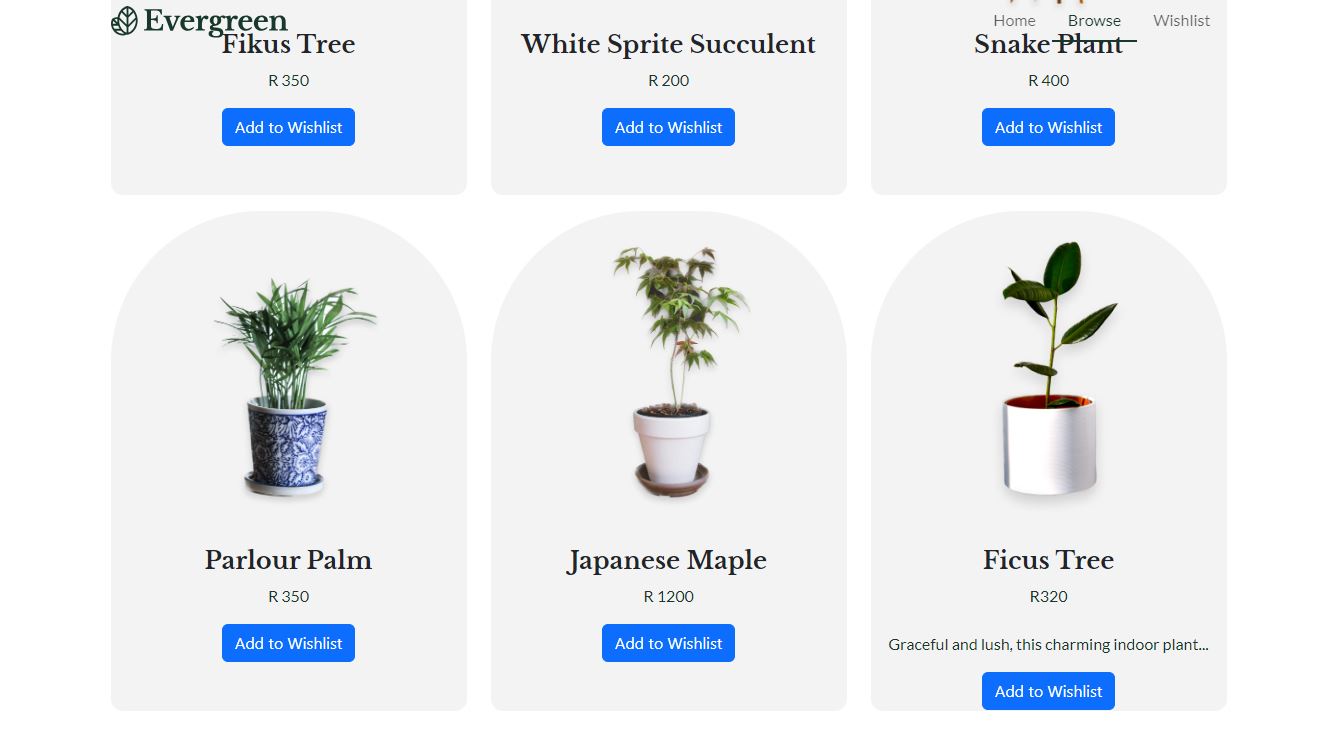 Evergreen
Home Browse Wishlist
Fikus Tree White Sprite Succulent Snake Plant
R 350 R 200 R 400
Add to Wishlist Add to Wishlist Add to Wishlist
Parlour Palm Japanese Maple Ficus Tree
R 350 R 1200 R320
Add to Wishlist Add to Wishlist Graceful and lush, this charming indoor plant...
Add to Wishlist